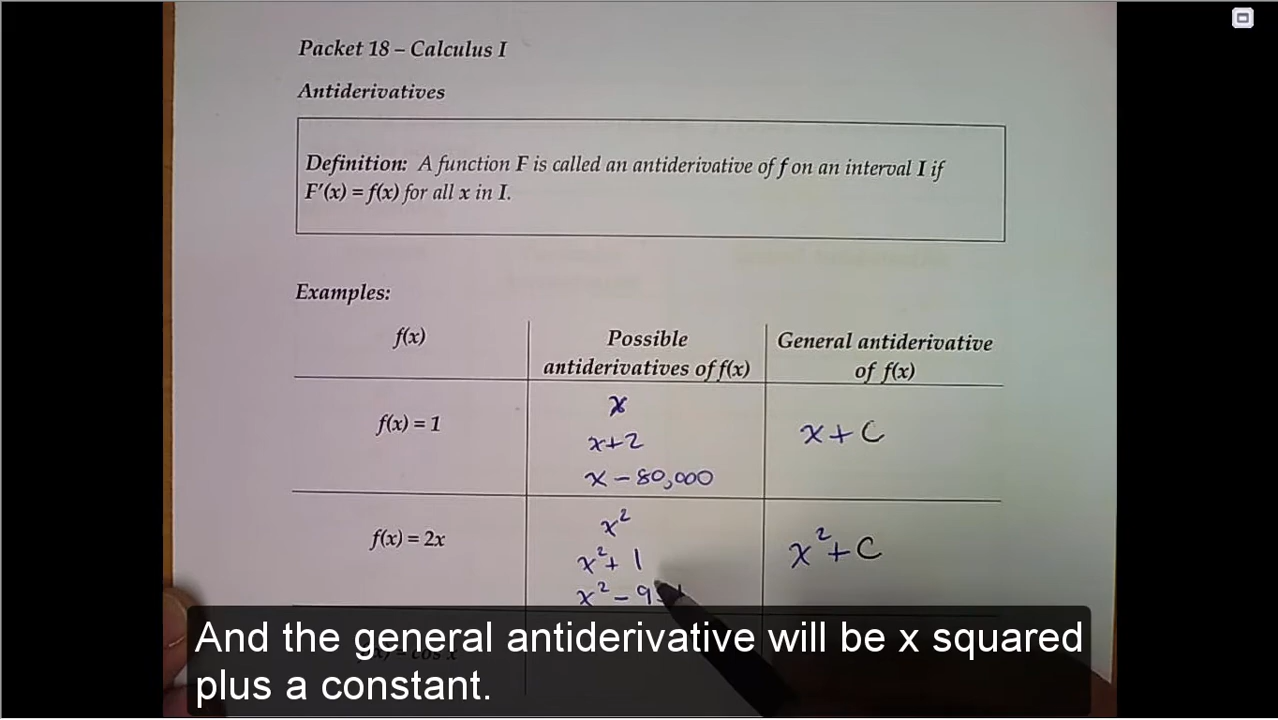 Packet 18 – Calculus I
Antiderivatives
Definition: A function F is called an antiderivative of f on an interval I if
F'(x) = f(x) for all x in I.
Examples:
f(x)
Possible
antiderivatives of f(x)
General antiderivative
of f(x)
f(x) = 1
x
x+2
x – 80,000
x + C
f(x) = 2x
x²
x² + 1
x² –
x² + C
And the general antiderivative will be x squared
plus a constant.